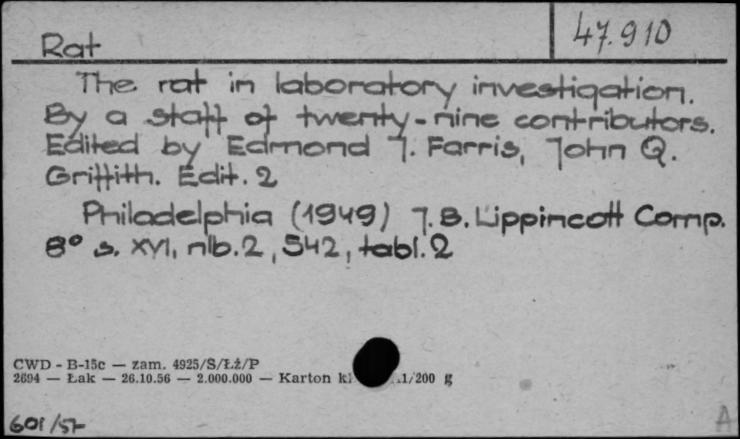 47.910
Rat
The rat in laboratory investigation.
By a staff of twenty-nine contributors.
Edited by Edmond J. Farris, John Q.
Griffith. Edit. 2
Philadelphia (1949) J. B. Lippincott Comp.
8° s. XVI, nlb. 2, 542, tabl. 2
CWD - B-15c — zam. 4925/S/Łż/P
2694 — Łak — 26.10.56 — 2.000.000 — Karton 1/200 g
601/57
A